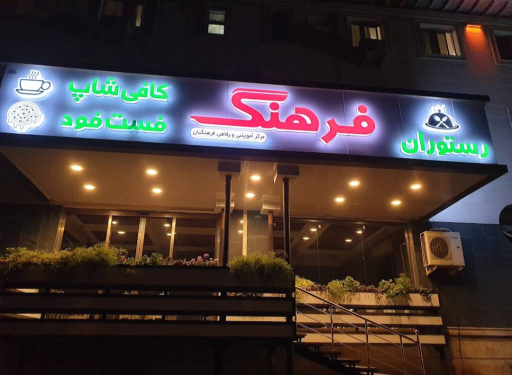 رستوران
فرهنگ
مرکز آموزشی و رفاهی فرهنگیان
کافی شاپ
فست فود